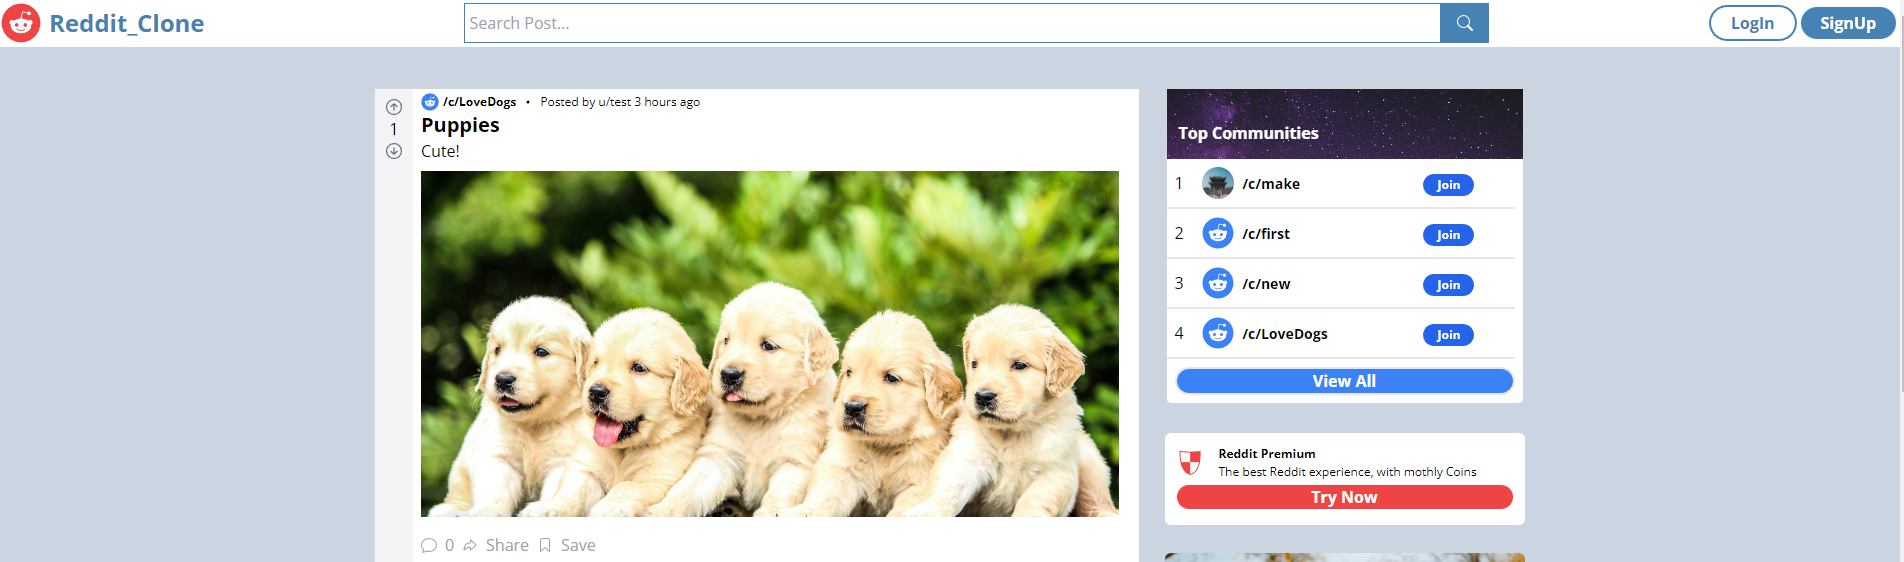 Reddit_Clone
Search Post...
LogIn
SignUp
1
/c/LoveDogs • Posted by u/test 3 hours ago
Puppies
Cute!
0 Share Save
Top Communities
1 /c/make Join
2 /c/first Join
3 /c/new Join
4 /c/LoveDogs Join
View All
Reddit Premium
The best Reddit experience, with mothly Coins
Try Now